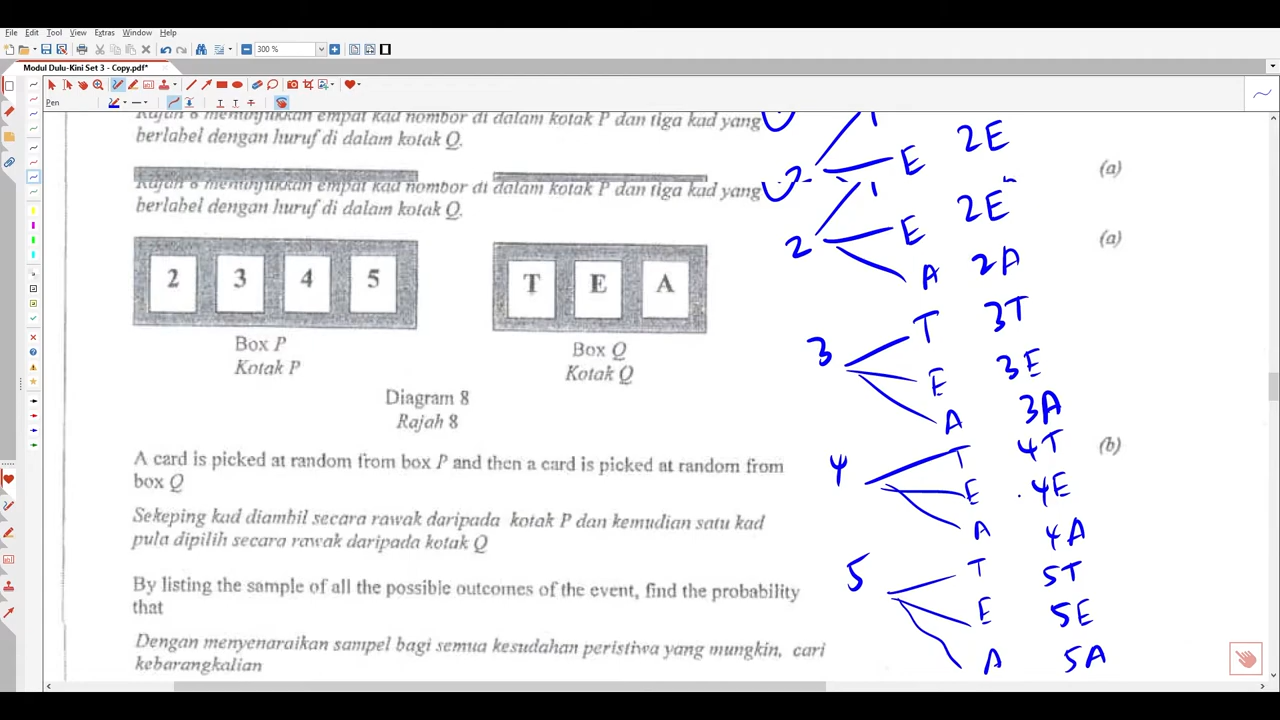 File Edit Tool View Extras Window Help
300 %
Modul Dulu-Kini Set 3 - Copy.pdf*
Pen
Rajah 8 menunjukkan empat kad nombor di dalam kotak P dan tiga kad yang
berlabel dengan huruf di dalam kotak Q.
Rajah 8 menunjukkan empat kad nombor di dalam kotak P dan tiga kad yang
berlabel dengan huruf di dalam kotak Q.
2 3 4 5
T E A
Box P
Kotak P
Box Q
Kotak Q
Diagram 8
Rajah 8
A card is picked at random from box P and then a card is picked at random from
box Q
Sekeping kad diambil secara rawak daripada kotak P dan kemudian satu kad
pula dipilih secara rawak daripada kotak Q
By listing the sample of all the possible outcomes of the event, find the probability
that
Dengan menyenaraikan sampel bagi semua kesudahan peristiwa yang mungkin, cari
kebarangkalian
E 2E
(a)
2 E 2E
(a)
A 2A
3 T 3T
E 3E
A 3A
4 T 4T
(b)
E 4E
A 4A
5 T 5T
E 5E
A 5A